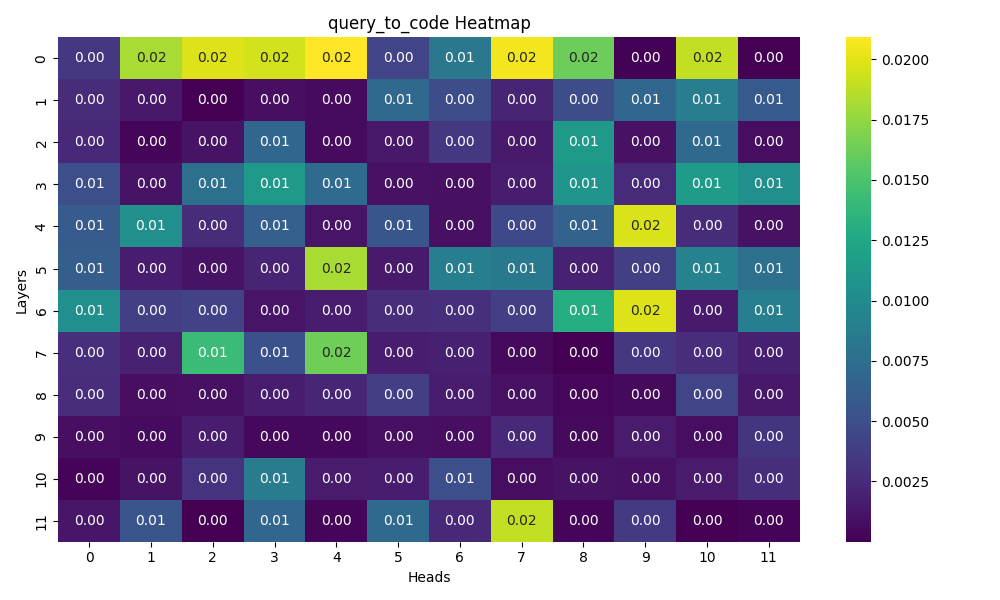 query_to_code Heatmap
0 0.00 0.02 0.02 0.02 0.02 0.00 0.01 0.02 0.02 0.00 0.02 0.00
1 0.00 0.00 0.00 0.00 0.00 0.01 0.00 0.00 0.00 0.01 0.01 0.01
2 0.00 0.00 0.00 0.01 0.00 0.00 0.00 0.00 0.01 0.00 0.01 0.00
3 0.01 0.00 0.01 0.01 0.01 0.00 0.00 0.00 0.01 0.00 0.01 0.01
4 0.01 0.01 0.00 0.01 0.00 0.01 0.00 0.00 0.01 0.02 0.00 0.00
5 0.01 0.00 0.00 0.00 0.02 0.00 0.01 0.01 0.00 0.00 0.01 0.01
6 0.01 0.00 0.00 0.00 0.00 0.00 0.00 0.00 0.01 0.02 0.00 0.01
7 0.00 0.00 0.01 0.01 0.02 0.00 0.00 0.00 0.00 0.00 0.00 0.00
8 0.00 0.00 0.00 0.00 0.00 0.00 0.00 0.00 0.00 0.00 0.00 0.00
9 0.00 0.00 0.00 0.00 0.00 0.00 0.00 0.00 0.00 0.00 0.00 0.00
10 0.00 0.00 0.00 0.01 0.00 0.00 0.01 0.00 0.00 0.00 0.00 0.00
11 0.00 0.01 0.00 0.01 0.00 0.01 0.00 0.02 0.00 0.00 0.00 0.00
0 1 2 3 4 5 6 7 8 9 10 11
Heads
Layers
0.0200
0.0175
0.0150
0.0125
0.0100
0.0075
0.0050
0.0025